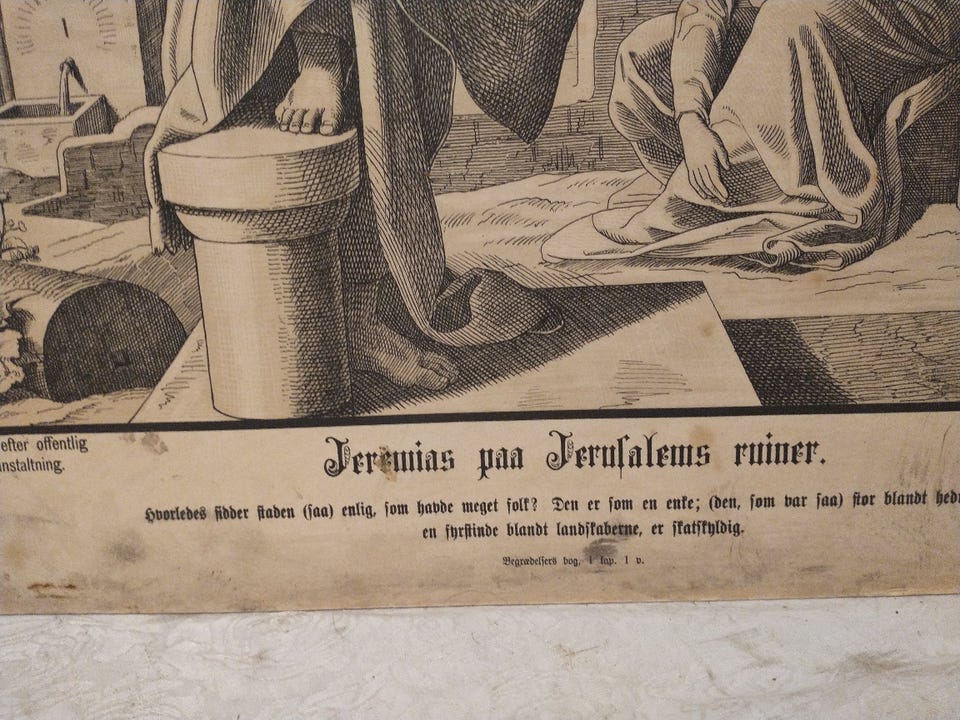 efter offentlig
nstaltning.
Jeremias paa Jerusalems ruiner.
Hvorledes sidder staden (saa) enlig, som havde meget folk? Den er som en enke; (den, som var saa) stor blandt hed
en fyrstinde blandt landskaberne, er skatskyldig.
Begrædelsers bog, 1 kap. 1 v.